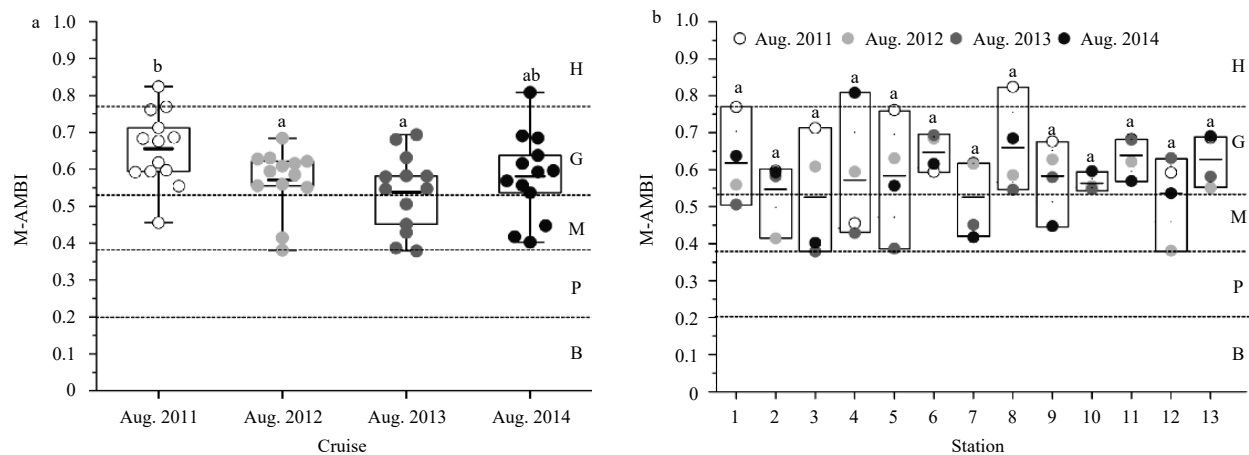 a
M-AMBI
1.0
0.9
0.8
0.7
0.6
0.5
0.4
0.3
0.2
0.1
0
b
a
a
ab
H
G
M
P
B
Aug. 2011 Aug. 2012 Aug. 2013 Aug. 2014
Cruise
b
M-AMBI
1.0
0.9
0.8
0.7
0.6
0.5
0.4
0.3
0.2
0.1
0
Aug. 2011 Aug. 2012 Aug. 2013 Aug. 2014
a a a a a a a a a a a a a
H
G
M
P
B
1 2 3 4 5 6 7 8 9 10 11 12 13
Station